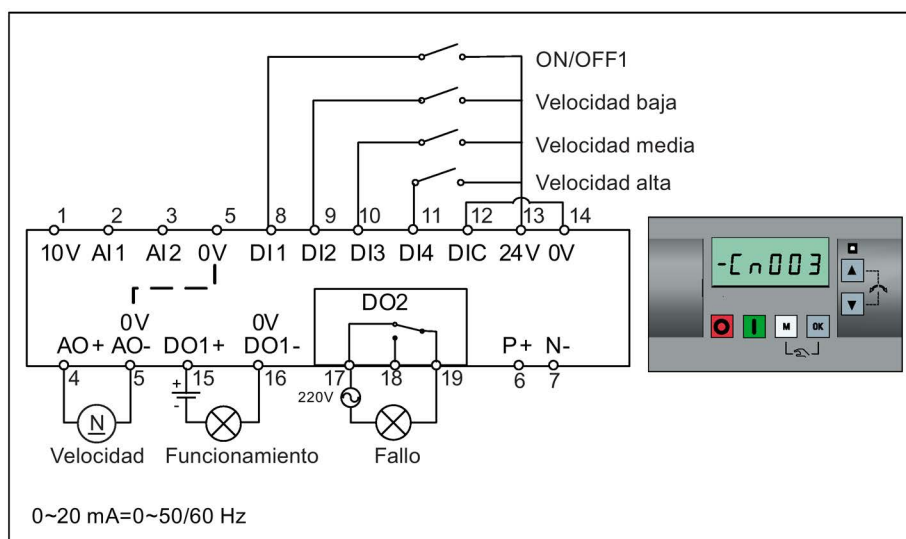 ON/OFF1
Velocidad baja
Velocidad media
Velocidad alta
1 2 3 5 8 9 10 11 12 13 14
10V AI1 AI2 0V DI1 DI2 DI3 DI4 DIC 24V 0V
-Cn003
DO2
0V 0V
AO+ AO- DO1+ DO1- P+ N-
M OK
4 5 15 16 17 18 19 6 7
+
-
220V
N
Velocidad Funcionamiento Fallo
0~20 mA=0~50/60 Hz